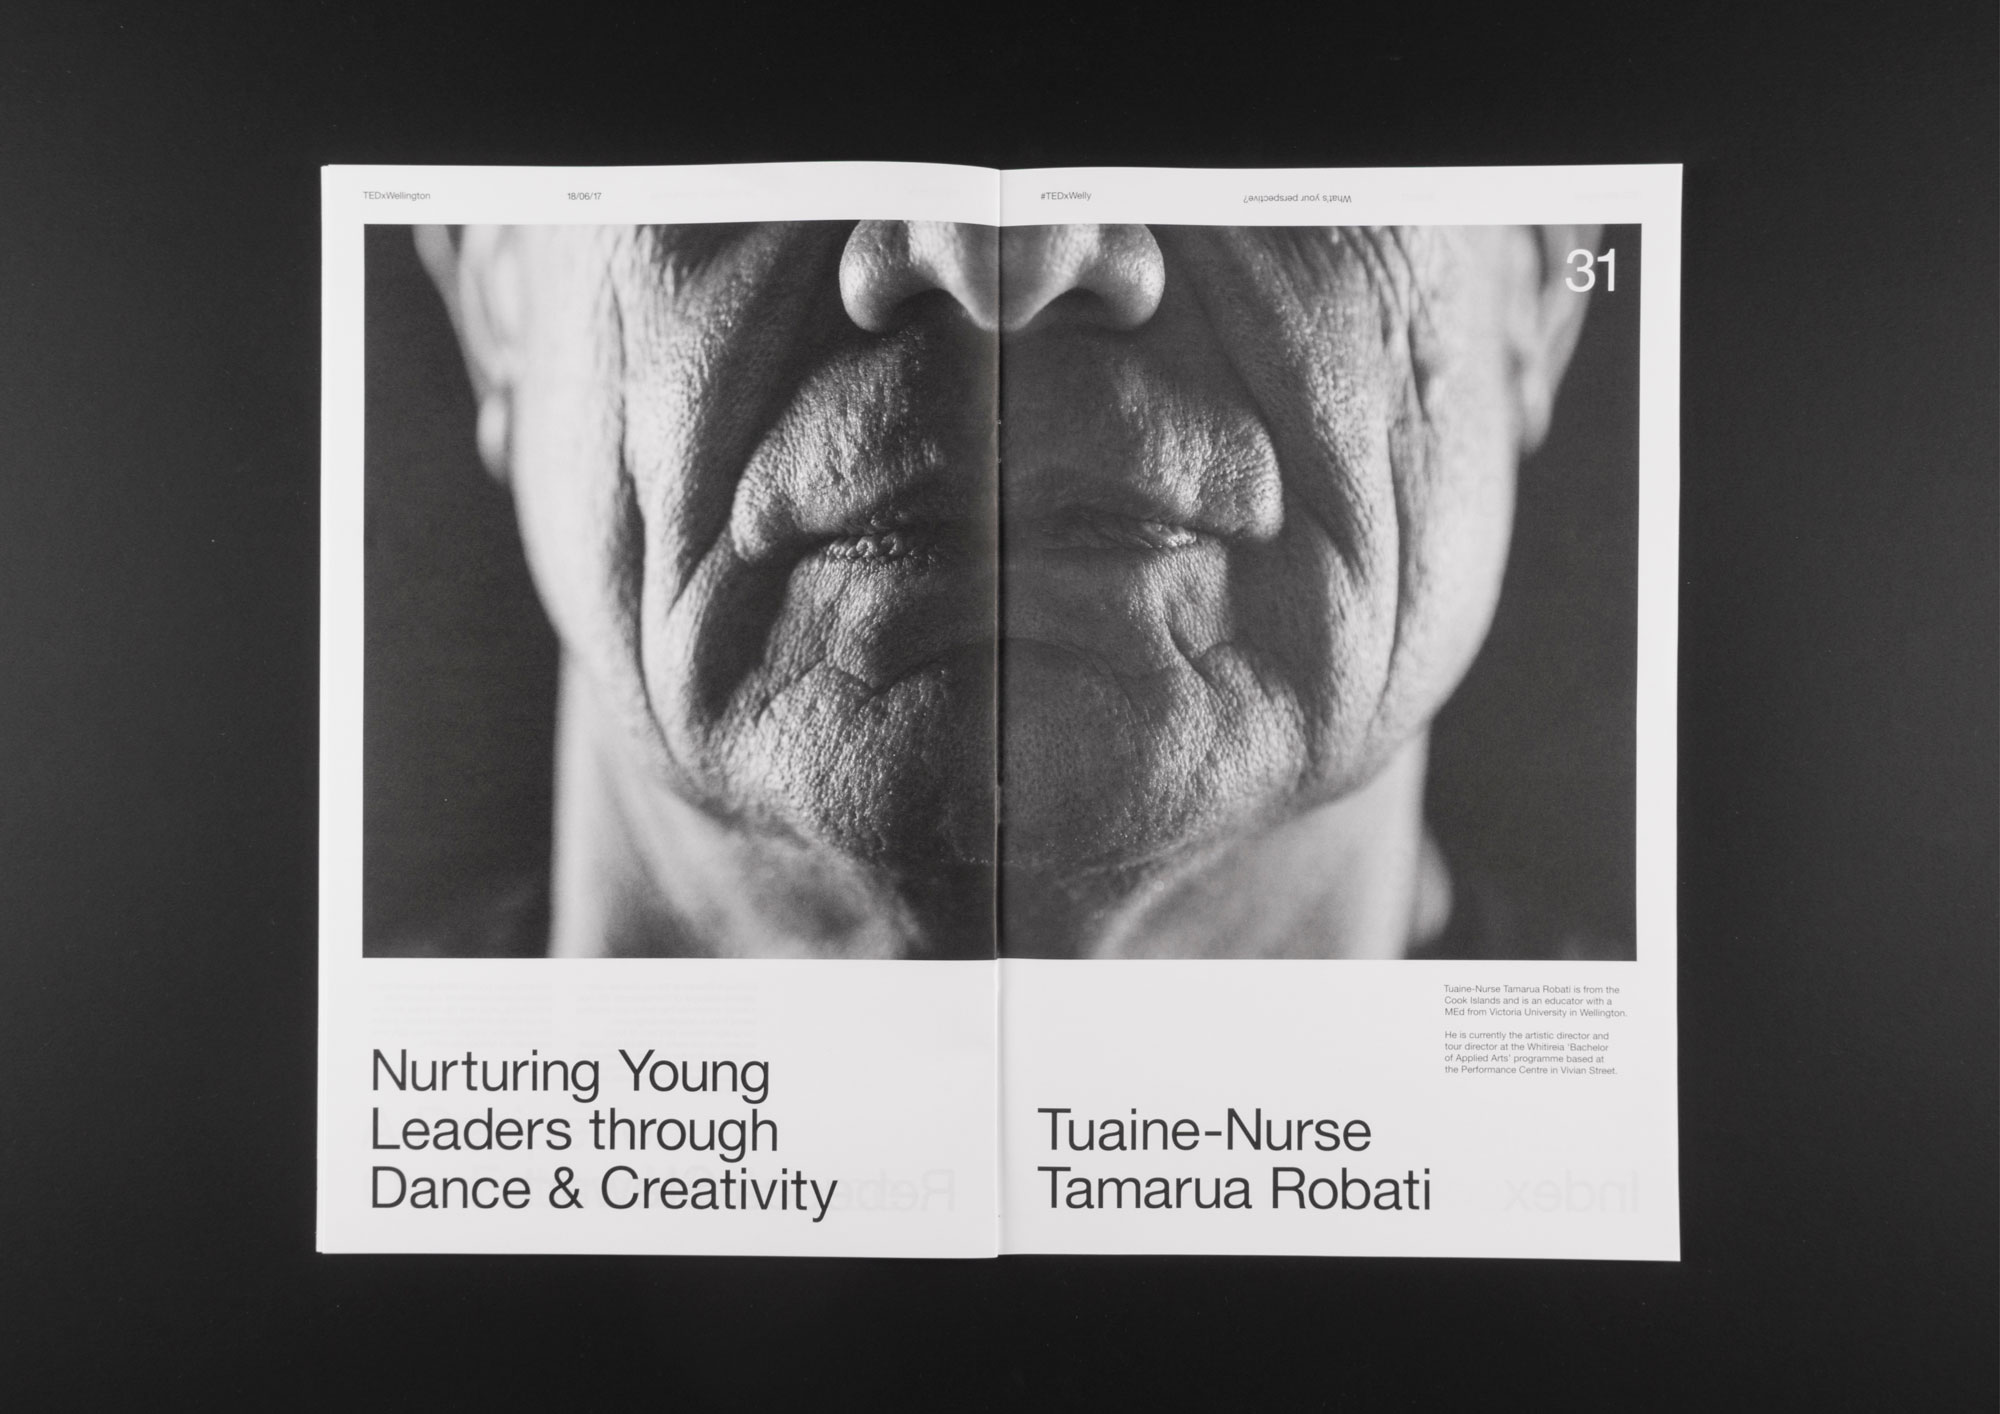 TEDxWellington
18/06/17
#TEDxWelly
What's your perspective?
31
Nurturing Young
Leaders through
Dance & Creativity
Tuaine-Nurse Tamarua Robati is from the
Cook Islands and is an educator with a
MEd from Victoria University in Wellington.
He is currently the artistic director and
tour director at the Whitireia 'Bachelor
of Applied Arts' programme based at
the Performance Centre in Vivian Street.
Tuaine-Nurse
Tamarua Robati
Index